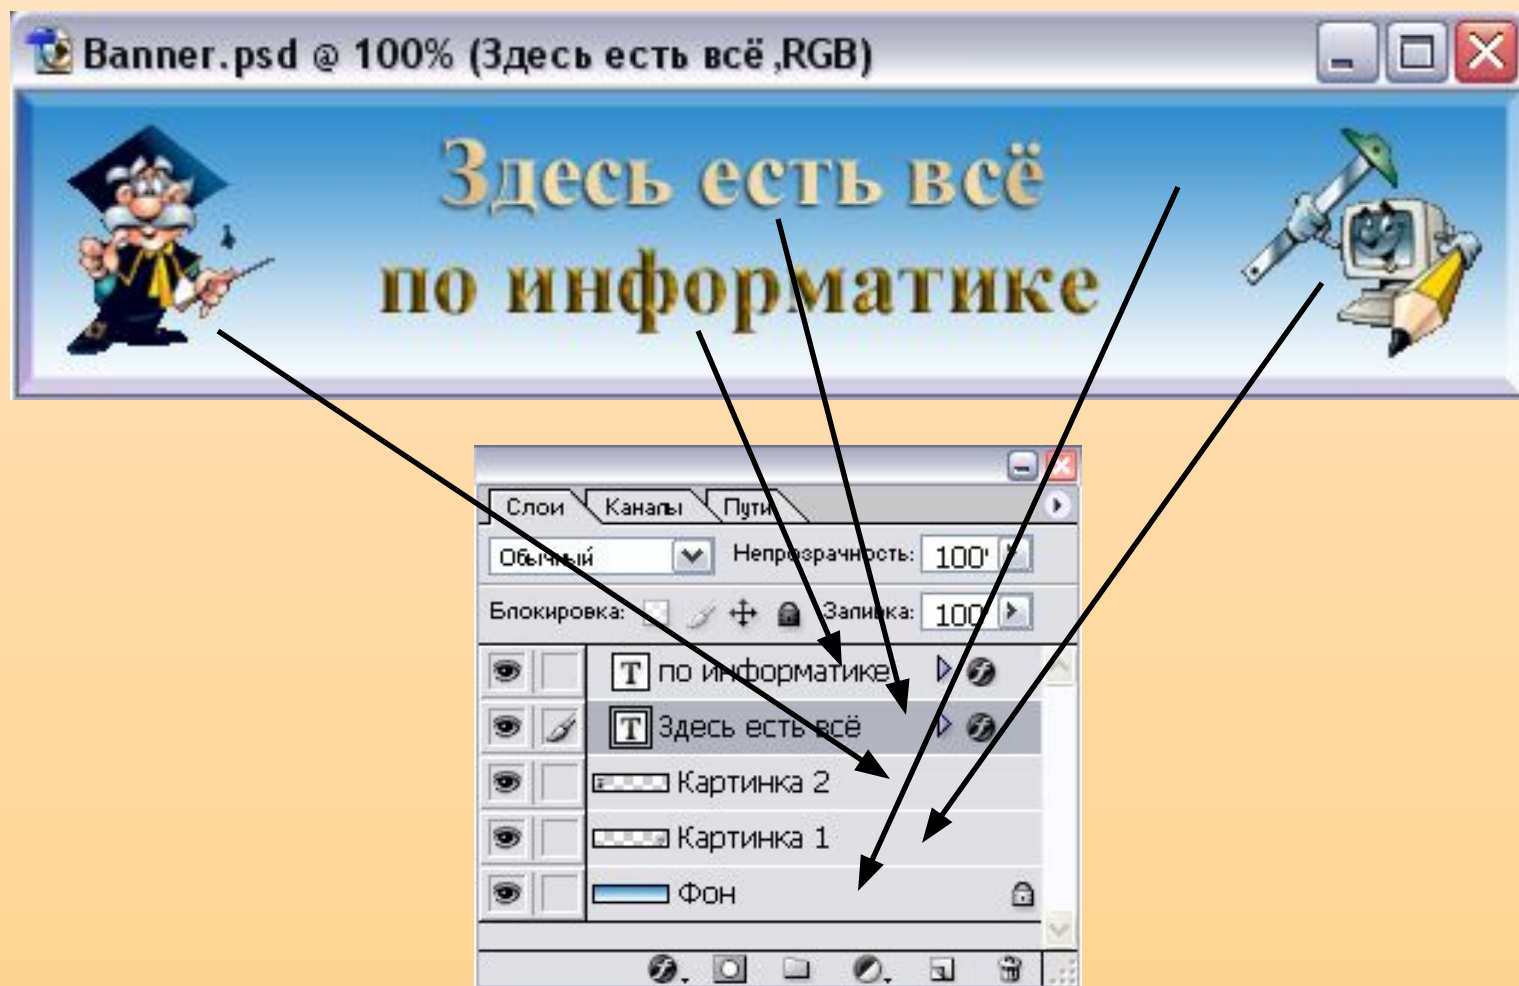 Banner.psd @ 100% (Здесь есть всё ,RGB)
Здесь есть всё
по информатике
Слои Каналы Пути
Обычный Непрозрачность: 100%
Блокировка: Заливка: 100%
T по информатике
T Здесь есть всё
Картинка 2
Картинка 1
Фон